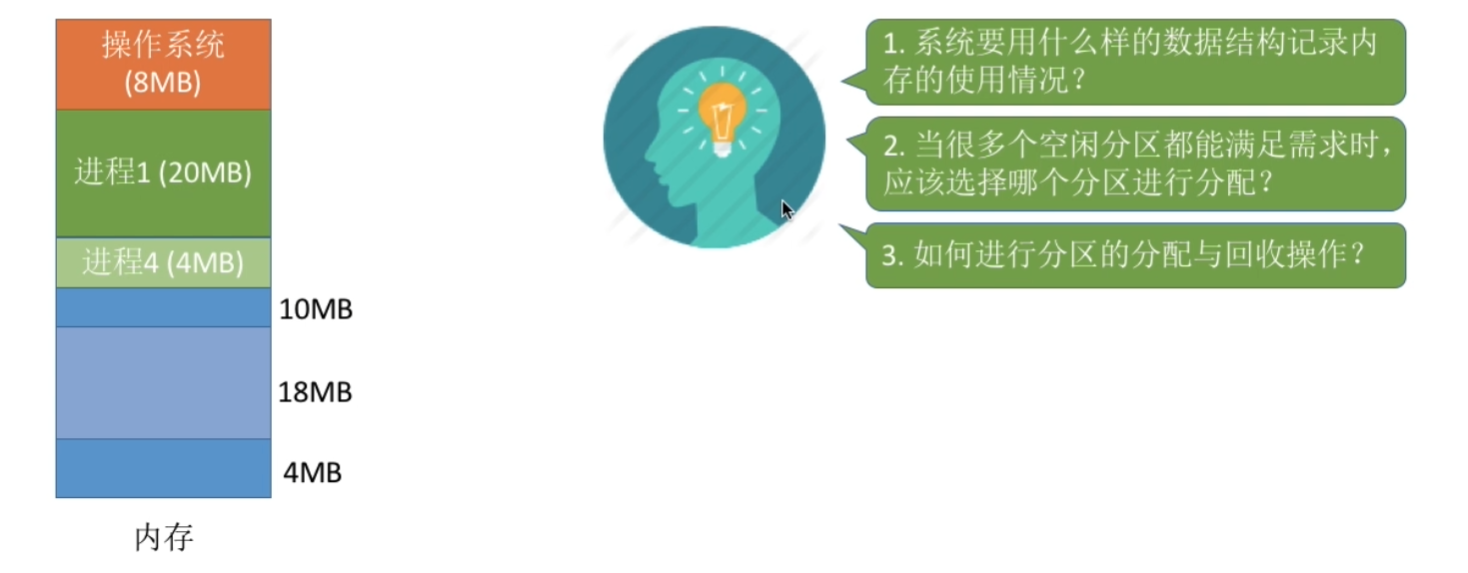 操作系统
(8MB)
进程1 (20MB)
进程4 (4MB)
10MB
18MB
4MB
内存
1. 系统要用什么样的数据结构记录内
存的使用情况？
2. 当很多个空闲分区都能满足需求时，
应该选择哪个分区进行分配？
3. 如何进行分区的分配与回收操作？